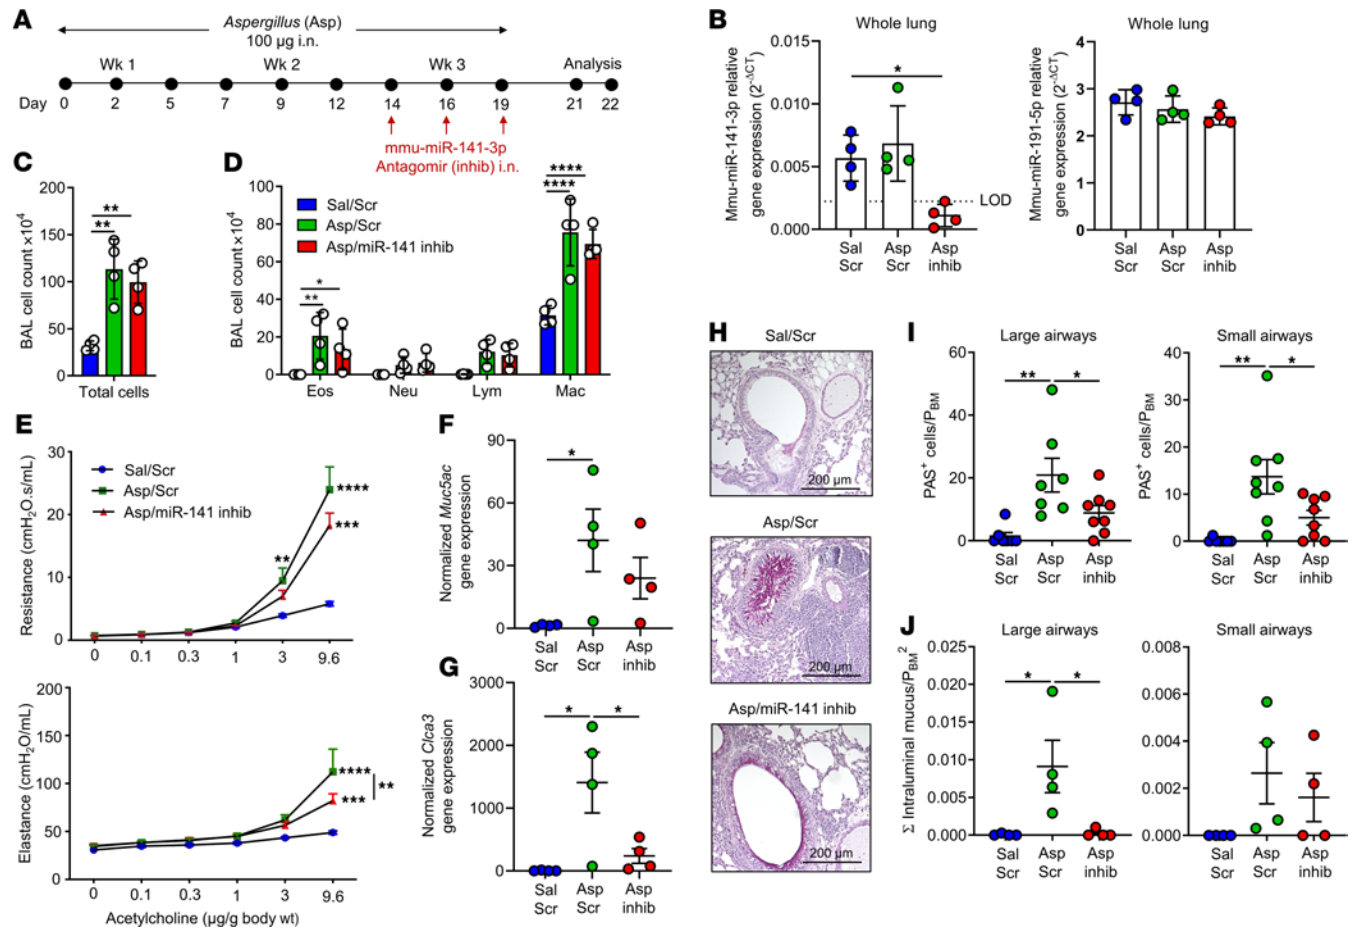 A
Aspergillus (Asp)
100 µg i.n.
Wk 1 Wk 2 Wk 3 Analysis
Day 0 2 5 7 9 12 14 16 19 21 22
mmu-miR-141-3p
Antagomir (inhib) i.n.
B
Whole lung
Mmu-miR-141-3p relative
gene expression (2^-ΔCT)
0.015
0.010
0.005
0.000
*
LOD
Sal Asp Asp
Scr Scr inhib
Whole lung
Mmu-miR-191-5p relative
gene expression (2^-ΔCT)
4
3
2
1
0
Sal Asp Asp
Scr Scr inhib
C
BAL cell count ×10^4
200
150
100
50
0
**
**
Total cells
D
BAL cell count ×10^4
100
80
60
40
20
0
Sal/Scr
Asp/Scr
Asp/miR-141 inhib
*
**
****
****
Eos Neu Lym Mac
E
Resistance (cmH2O.s/mL)
30
20
10
0
Sal/Scr
Asp/Scr
Asp/miR-141 inhib
****
***
**
0 0.1 0.3 1 3 9.6
Elastance (cmH2O/mL)
200
150
100
50
0
****
**
***
0 0.1 0.3 1 3 9.6
Acetylcholine (µg/g body wt)
F
Normalized Muc5ac
gene expression
90
60
30
0
*
Sal Asp Asp
Scr Scr inhib
G
Normalized Clca3
gene expression
3000
2000
1000
0
* *
Sal Asp Asp
Scr Scr inhib
H
Sal/Scr
200 µm
Asp/Scr
200 µm
Asp/miR-141 inhib
200 µm
I
Large airways
PAS+ cells/PBM
60
40
20
0
** *
Sal Asp Asp
Scr Scr inhib
Small airways
PAS+ cells/PBM
40
30
20
10
0
** *
Sal Asp Asp
Scr Scr inhib
J
Large airways
Σ Intraluminal mucus/PBM^2
0.025
0.020
0.015
0.010
0.005
0.000
* *
Sal Asp Asp
Scr Scr inhib
Small airways
0.008
0.006
0.004
0.002
0.000
Sal Asp Asp
Scr Scr inhib